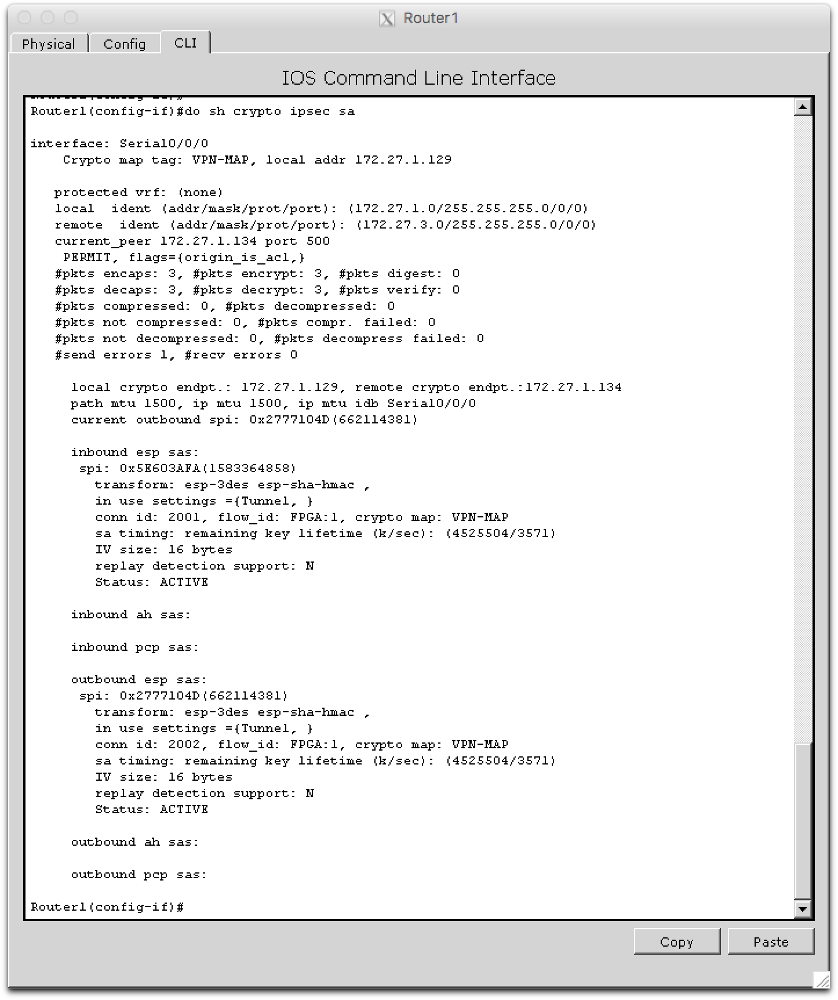 Router1
Physical
Config
CLI
IOS Command Line Interface
Router1(config-if)#
Router1(config-if)#do sh crypto ipsec sa
interface: Serial0/0/0
Crypto map tag: VPN-MAP, local addr 172.27.1.129
protected vrf: (none)
local  ident (addr/mask/prot/port): (172.27.1.0/255.255.255.0/0/0)
remote  ident (addr/mask/prot/port): (172.27.3.0/255.255.255.0/0/0)
current_peer 172.27.1.134 port 500
PERMIT, flags={origin_is_acl,}
#pkts encaps: 3, #pkts encrypt: 3, #pkts digest: 0
#pkts decaps: 3, #pkts decrypt: 3, #pkts verify: 0
#pkts compressed: 0, #pkts decompressed: 0
#pkts not compressed: 0, #pkts compr. failed: 0
#pkts not decompressed: 0, #pkts decompress failed: 0
#send errors 1, #recv errors 0
local crypto endpt.: 172.27.1.129, remote crypto endpt.:172.27.1.134
path mtu 1500, ip mtu 1500, ip mtu idb Serial0/0/0
current outbound spi: 0x2777104D(662114381)
inbound esp sas:
spi: 0x5E603AFA(1583364858)
transform: esp-3des esp-sha-hmac ,
in use settings ={Tunnel, }
conn id: 2001, flow_id: FPGA:1, crypto map: VPN-MAP
sa timing: remaining key lifetime (k/sec): (4525504/3571)
IV size: 16 bytes
replay detection support: N
Status: ACTIVE
inbound ah sas:
inbound pcp sas:
outbound esp sas:
spi: 0x2777104D(662114381)
transform: esp-3des esp-sha-hmac ,
in use settings ={Tunnel, }
conn id: 2002, flow_id: FPGA:1, crypto map: VPN-MAP
sa timing: remaining key lifetime (k/sec): (4525504/3571)
IV size: 16 bytes
replay detection support: N
Status: ACTIVE
outbound ah sas:
outbound pcp sas:
Router1(config-if)#
Copy
Paste